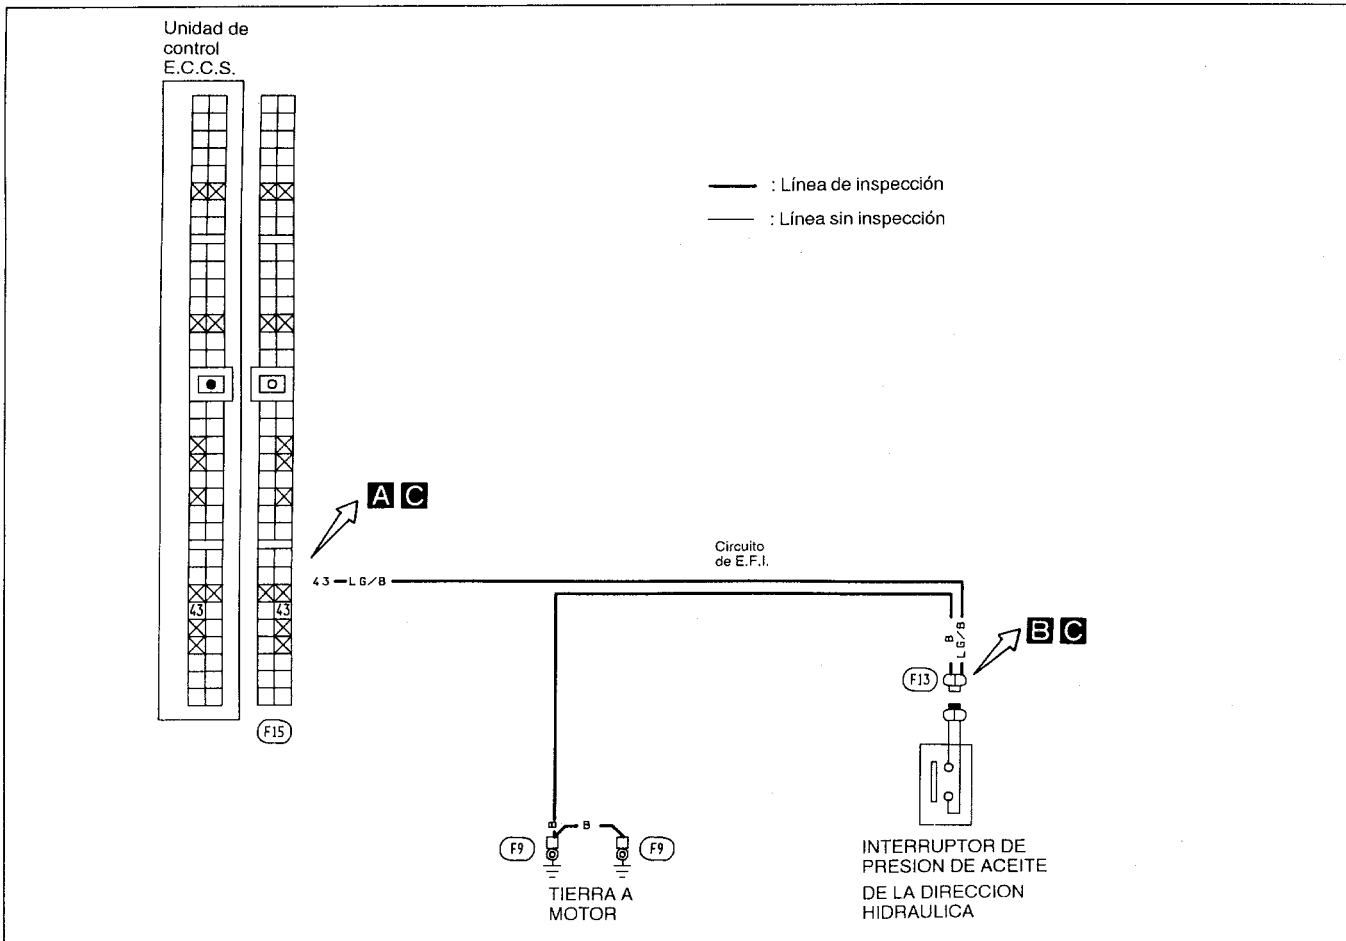 Unidad de
control
E.C.C.S.
: Línea de inspección
: Línea sin inspección
A C
Circuito
de E.F.I.
43 LG/B
43
43
B
LG/B
B C
F13
F15
B
B
F9
F9
TIERRA A
MOTOR
INTERRUPTOR DE
PRESION DE ACEITE
DE LA DIRECCION
HIDRAULICA